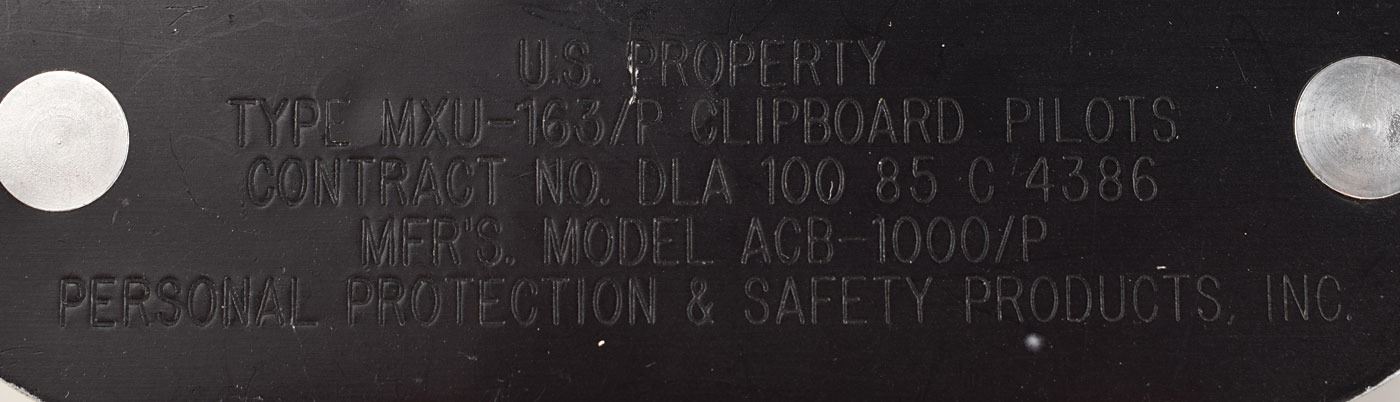 U.S. PROPERTY
TYPE MXU-163/P CLIPBOARD PILOTS
CONTRACT NO. DLA 100 85 C 4386
MFR'S. MODEL ACB-1000/P
PERSONAL PROTECTION & SAFETY PRODUCTS, INC.